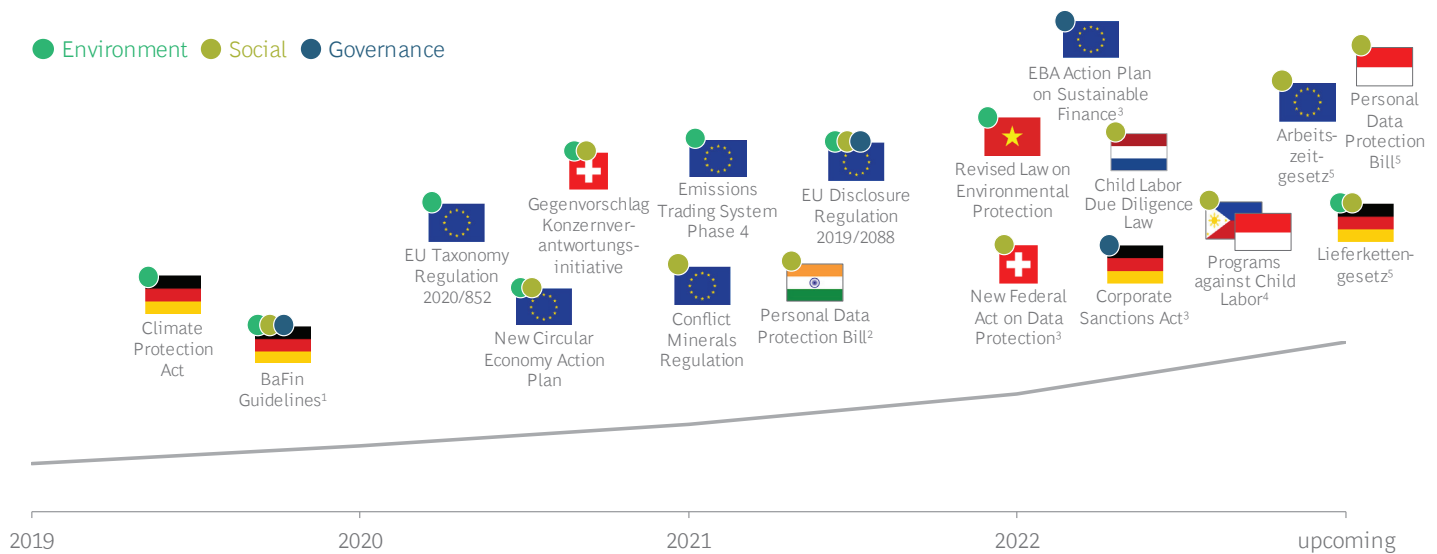 Environment Social Governance
Climate
Protection
Act
BaFin
Guidelines¹
EU Taxonomy
Regulation
2020/852
New Circular
Economy Action
Plan
Gegenvorschlag
Konzernver-
antwortungs-
initiative
Emissions
Trading System
Phase 4
Conflict
Minerals
Regulation
EU Disclosure
Regulation
2019/2088
Personal Data
Protection Bill²
Revised Law on
Environmental
Protection
New Federal
Act on Data
Protection³
EBA Action Plan
on Sustainable
Finance³
Child Labor
Due Diligence
Law
Corporate
Sanctions Act³
Programs
against Child
Labor⁴
Arbeits-
zeit-
gesetz⁵
Personal
Data
Protection
Bill⁵
Lieferketten-
gesetz⁵
2019 2020 2021 2022 upcoming